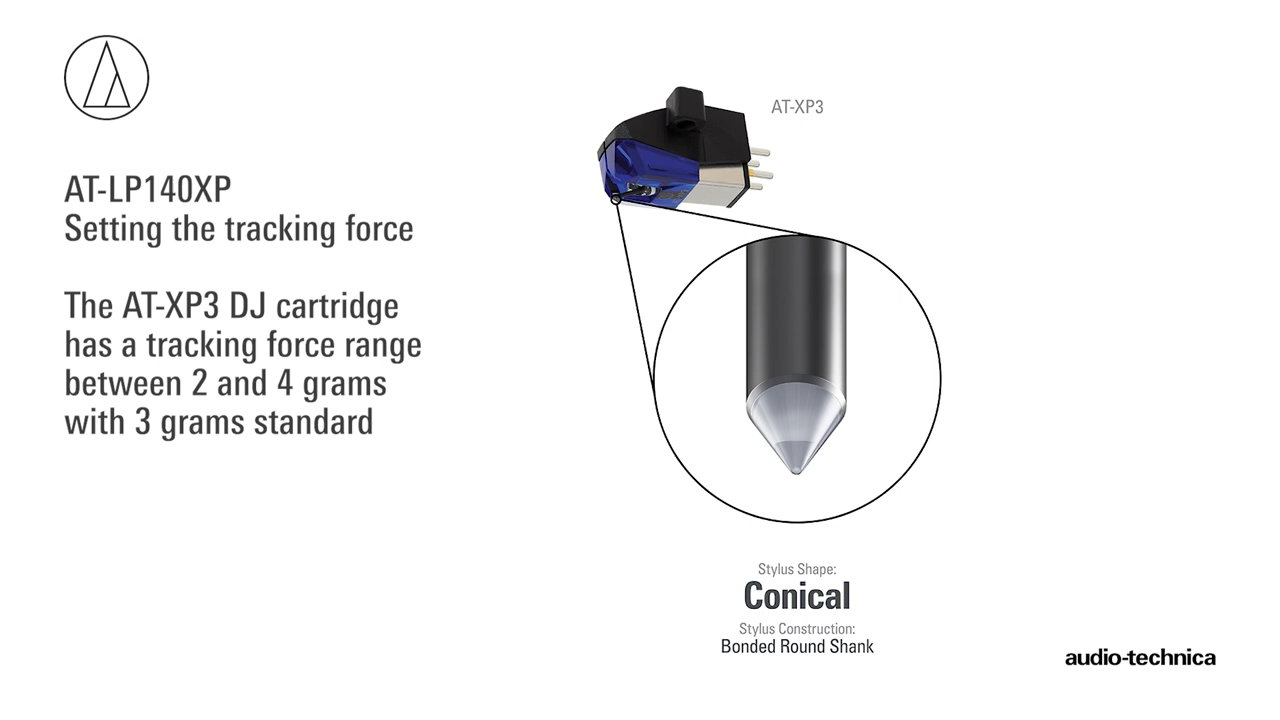 AT-LP140XP
Setting the tracking force
The AT-XP3 DJ cartridge
has a tracking force range
between 2 and 4 grams
with 3 grams standard
AT-XP3
Stylus Shape:
Conical
Stylus Construction:
Bonded Round Shank
audio-technica